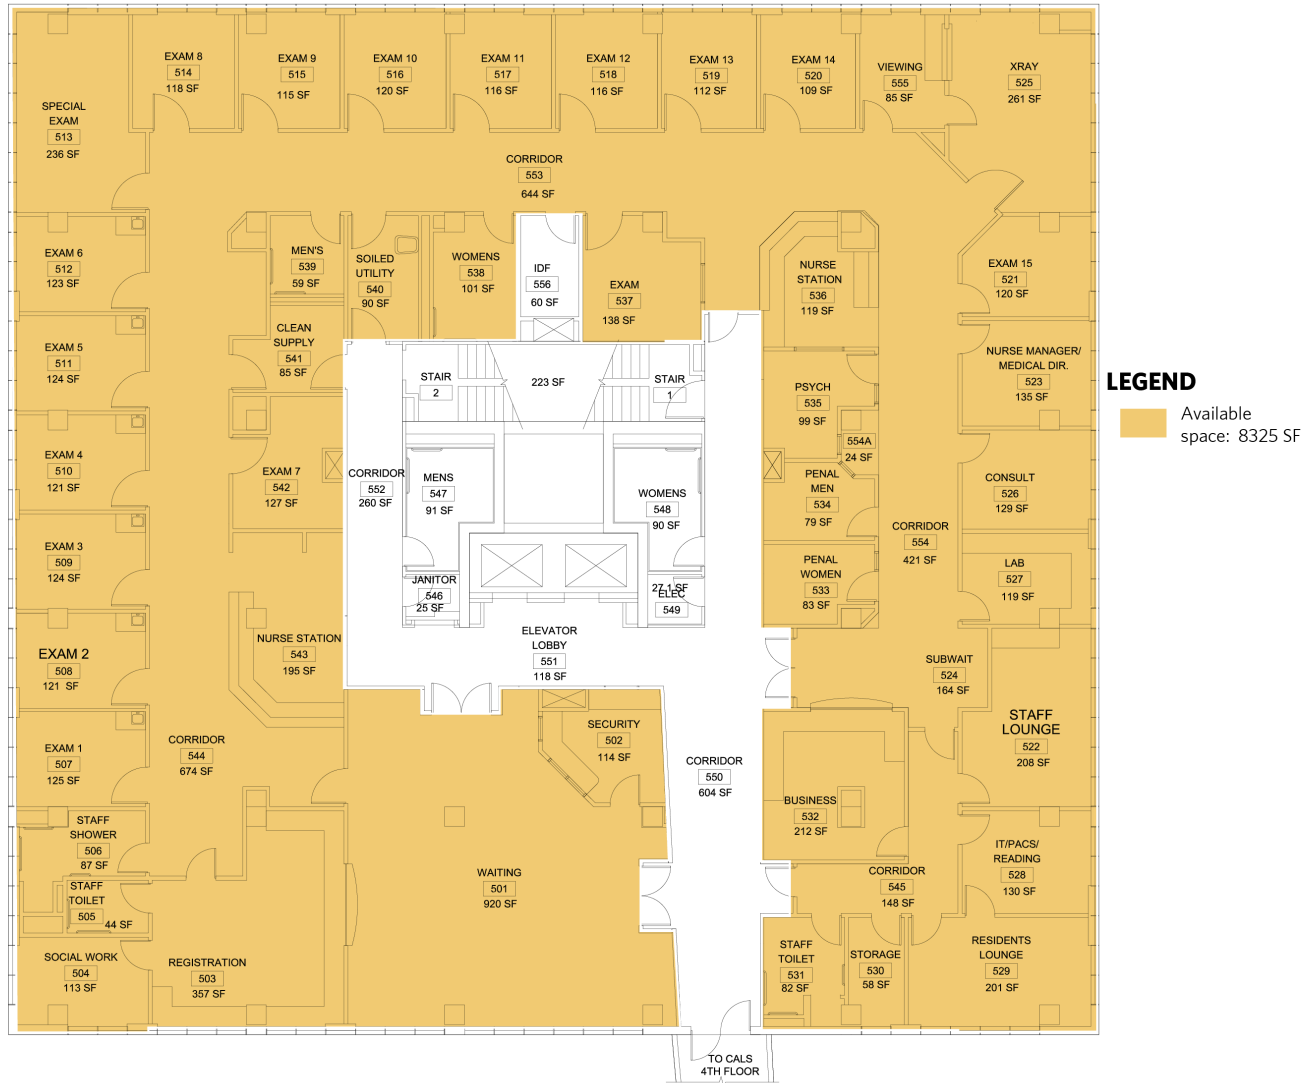 EXAM 8
514
118 SF
EXAM 9
515
115 SF
EXAM 10
516
120 SF
EXAM 11
517
116 SF
EXAM 12
518
116 SF
EXAM 13
519
112 SF
EXAM 14
520
109 SF
VIEWING
555
85 SF
XRAY
525
261 SF
SPECIAL
EXAM
513
236 SF
CORRIDOR
553
644 SF
EXAM 6
512
123 SF
MEN'S
539
59 SF
SOILED
UTILITY
540
90 SF
WOMENS
538
101 SF
IDF
556
60 SF
EXAM
537
138 SF
NURSE
STATION
536
119 SF
EXAM 15
521
120 SF
EXAM 5
511
124 SF
CLEAN
SUPPLY
541
85 SF
STAIR
2
223 SF
STAIR
1
PSYCH
535
99 SF
NURSE MANAGER/
MEDICAL DIR.
523
135 SF
LEGEND
Available
space: 8325 SF
EXAM 4
510
121 SF
EXAM 7
542
127 SF
CORRIDOR
552
260 SF
MENS
547
91 SF
WOMENS
548
90 SF
554A
24 SF
PENAL
MEN
534
79 SF
CONSULT
526
129 SF
EXAM 3
509
124 SF
CORRIDOR
554
421 SF
JANITOR
546
25 SF
27.1 SF
ELEC
549
PENAL
WOMEN
533
83 SF
LAB
527
119 SF
EXAM 2
508
121 SF
NURSE STATION
543
195 SF
ELEVATOR
LOBBY
551
118 SF
SUBWAIT
524
164 SF
EXAM 1
507
125 SF
CORRIDOR
544
674 SF
SECURITY
502
114 SF
CORRIDOR
550
604 SF
STAFF
LOUNGE
522
208 SF
BUSINESS
532
212 SF
STAFF
SHOWER
506
87 SF
STAFF
TOILET
505
44 SF
WAITING
501
920 SF
CORRIDOR
545
148 SF
IT/PACS/
READING
528
130 SF
SOCIAL WORK
504
113 SF
REGISTRATION
503
357 SF
STAFF
TOILET
531
82 SF
STORAGE
530
58 SF
RESIDENTS
LOUNGE
529
201 SF
TO CALS
4TH FLOOR